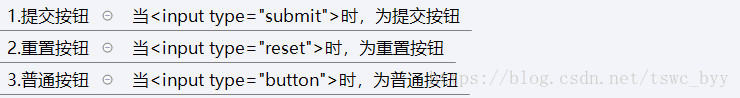 1.提交按钮 ⊖ 当<input type="submit">时，为提交按钮
2.重置按钮 ⊖ 当<input type="reset">时，为重置按钮
3.普通按钮 ⊖ 当<input type="button">时，为普通按钮
https://blog.csdn.net/tswc_byy